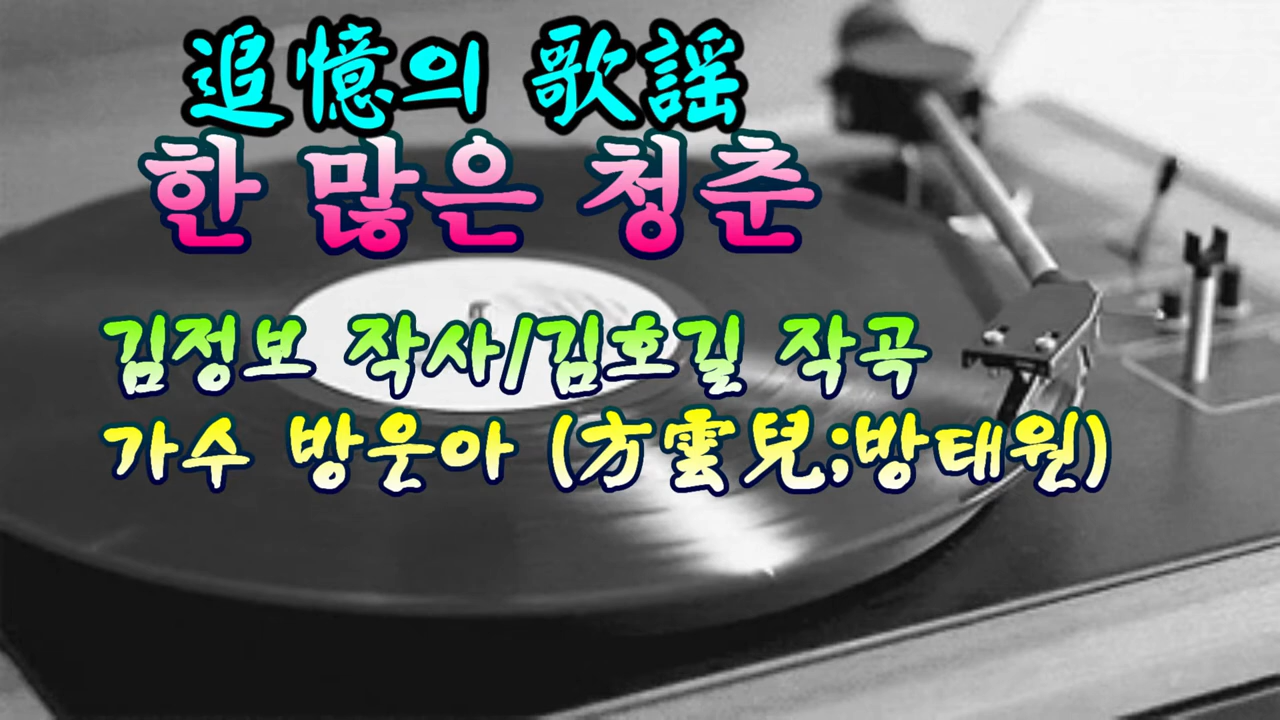 追憶의 歌謡
한 많은 청춘
김정보 작사/김호길 작곡
가수 방운아 (方雲兒;방태원)